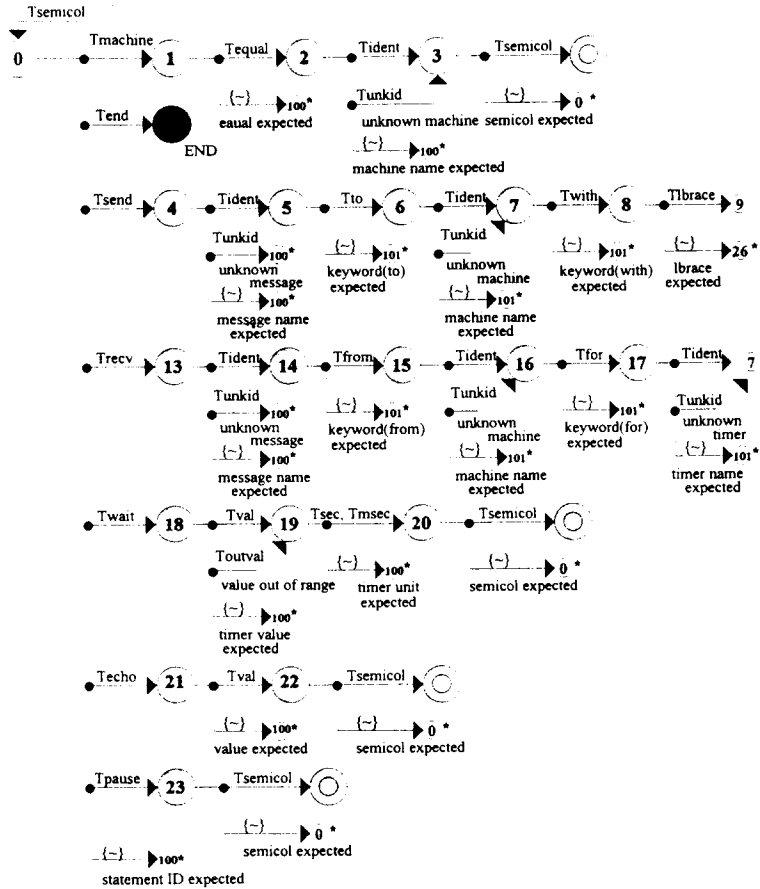 Tsemicol
0 Tmachine 1 Tequal 2 Tident 3 Tsemicol
{~} 100*
eaual expected
Tunkid
unknown machine
{~} 100*
machine name expected
{~} 0 *
semicol expected
Tend
END
Tsend 4 Tident 5 Tto 6 Tident 7 Twith 8 Tlbrace 9
Tunkid 100*
unknown
message
{~} 100*
message name
expected
{~} 101*
keyword(to)
expected
Tunkid
unknown
machine
{~} 101*
machine name
expected
{~} 101*
keyword(with)
expected
{~} 26*
lbrace
expected
Trecv 13 Tident 14 Tfrom 15 Tident 16 Tfor 17 Tident 7
Tunkid 100*
unknown
message
{~} 100*
message name
expected
{~} 101*
keyword(from)
expected
Tunkid
unknown
machine
{~} 101*
machine name
expected
{~} 101*
keyword(for)
expected
Tunkid
unknown
timer
{~} 101*
timer name
expected
Twait 18 Tval 19 Tsec, Tmsec 20 Tsemicol
Toutval
value out of range
{~} 100*
timer value
expected
{~} 100*
timer unit
expected
{~} 0 *
semicol expected
Techo 21 Tval 22 Tsemicol
{~} 100*
value expected
{~} 0 *
semicol expected
Tpause 23 Tsemicol
{~} 0 *
semicol expected
{~} 100*
statement ID expected